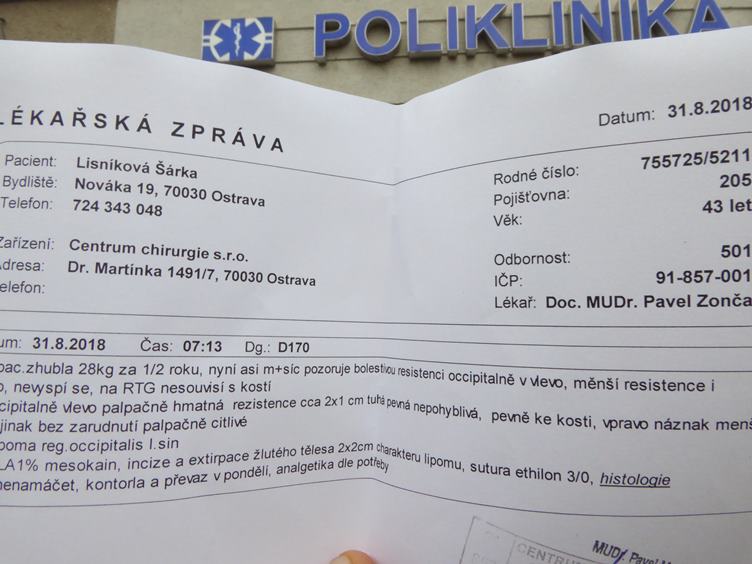 POLIKLINIKA
LÉKAŘSKÁ ZPRÁVA
Datum: 31.8.2018
Pacient: Lisníková Šárka
Bydliště: Nováka 19, 70030 Ostrava
Telefon: 724 343 048
Rodné číslo: 755725/5211
Pojišťovna: 205
Věk: 43 let
Zařízení: Centrum chirurgie s.r.o.
Adresa: Dr. Martínka 1491/7, 70030 Ostrava
Telefon:
Odbornost: 501
IČP: 91-857-001
Lékař: Doc. MUDr. Pavel Zonča
um: 31.8.2018 Čas: 07:13 Dg.: D170
pac.zhubla 28kg za 1/2 roku, nyní asi m+síc pozoruje bolestivou resistenci occipitalně v vlevo, měnší resistence i
o, nevyspí se, na RTG nesouvisí s kostí
cipitalně vlevo palpačně hmatná rezistence cca 2x1 cm tuhá pevná nepohyblivá, pevně ke kosti, vpravo náznak menš
jinak bez zarudnutí palpačně citlivé
poma reg.occipitalis l.sin
LA1% mesokain, incize a extirpace žlutého tělesa 2x2cm charakteru lipomu, sutura ethilon 3/0, histologie
nenamáčet, kontorla a převaz v pondělí, analgetika dle potřeby
CENTRU
MUDr. Pavel